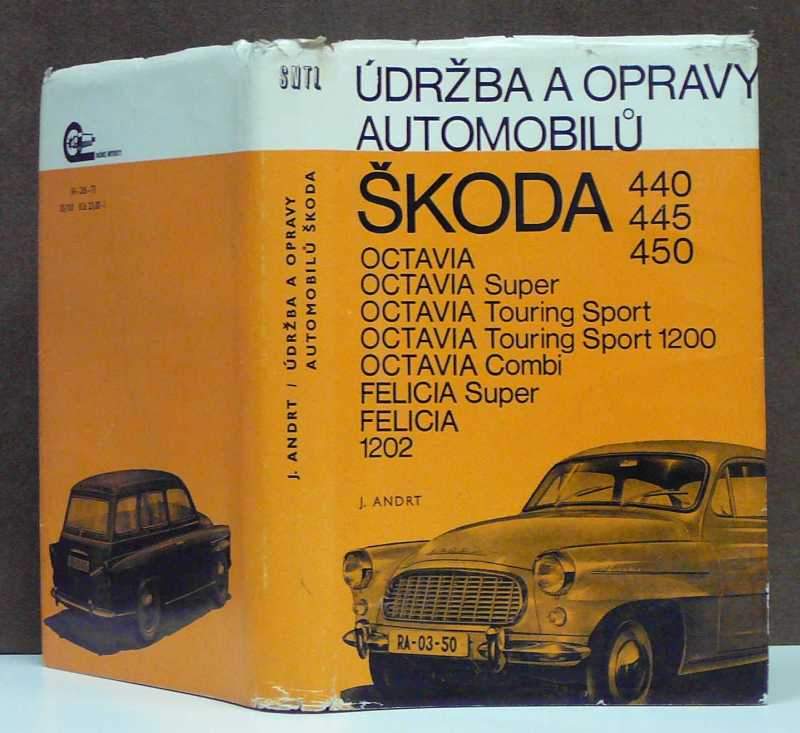 SNTL
J. ANDRT / ÚDRŽBA A OPRAVY
AUTOMOBILŮ ŠKODA
ÚDRŽBA A OPRAVY
AUTOMOBILŮ
ŠKODA 440
445
450
OCTAVIA
OCTAVIA Super
OCTAVIA Touring Sport
OCTAVIA Touring Sport 1200
OCTAVIA Combi
FELICIA Super
FELICIA
1202
J. ANDRT
RA-03-50